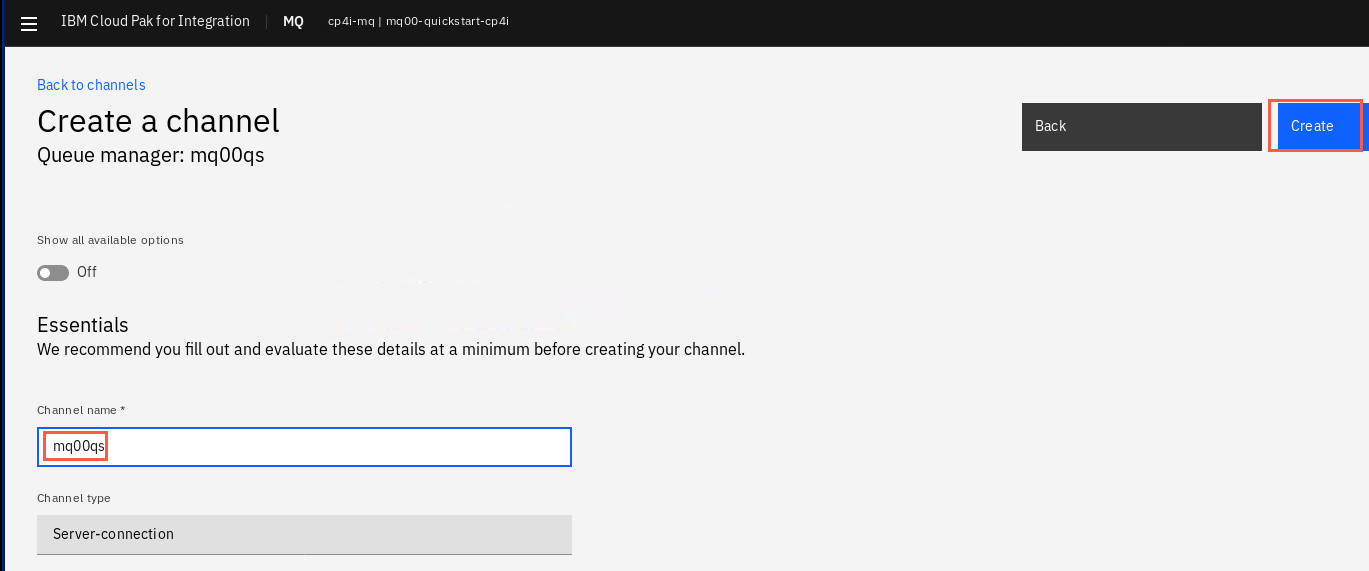 IBM Cloud Pak for Integration MQ cp4i-mq | mq00-quickstart-cp4i
Back to channels
Create a channel
Queue manager: mq00qs
Back
Create
Show all available options
Off
Essentials
We recommend you fill out and evaluate these details at a minimum before creating your channel.
Channel name *
mq00qs
Channel type
Server-connection